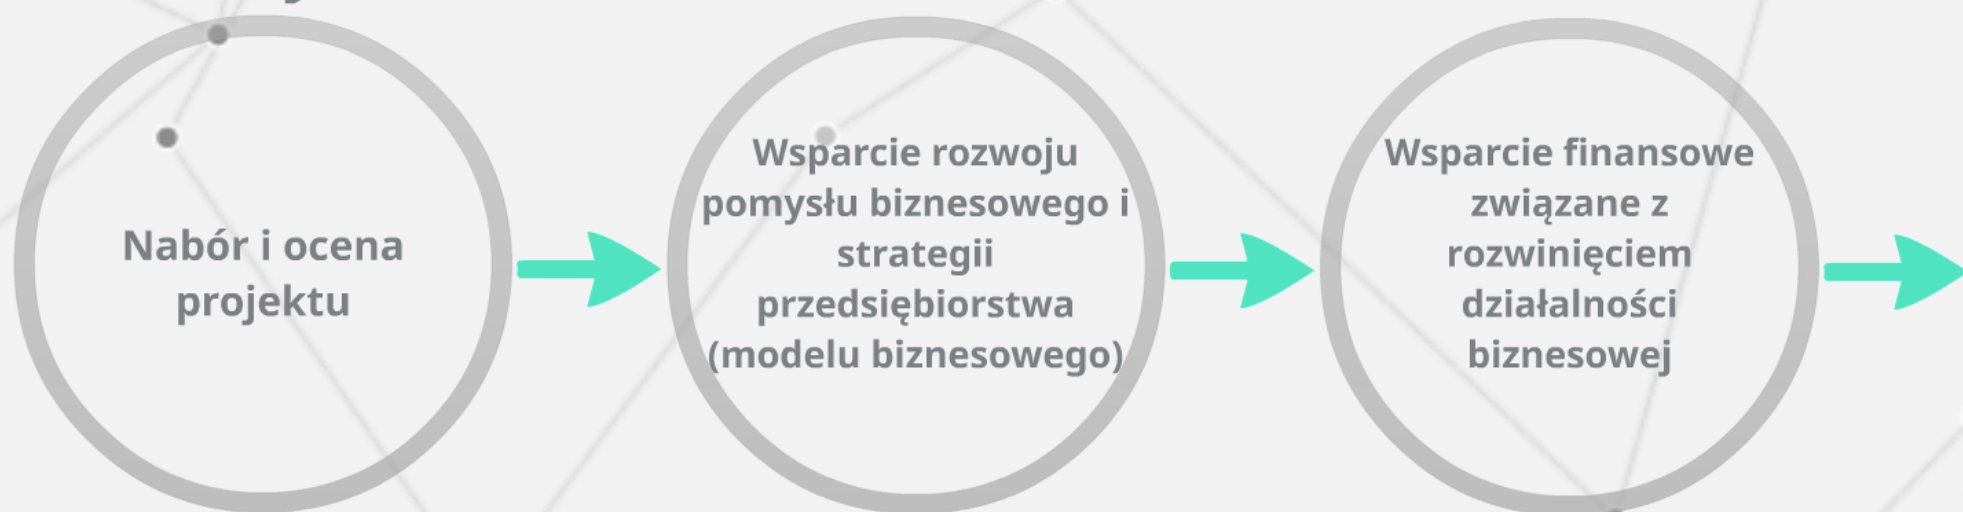 Nabór i ocena
projektu
Wsparcie rozwoju
pomysłu biznesowego i
strategii
przedsiębiorstwa
(modelu biznesowego)
Wsparcie finansowe
związane z
rozwinięciem
działalności
biznesowej